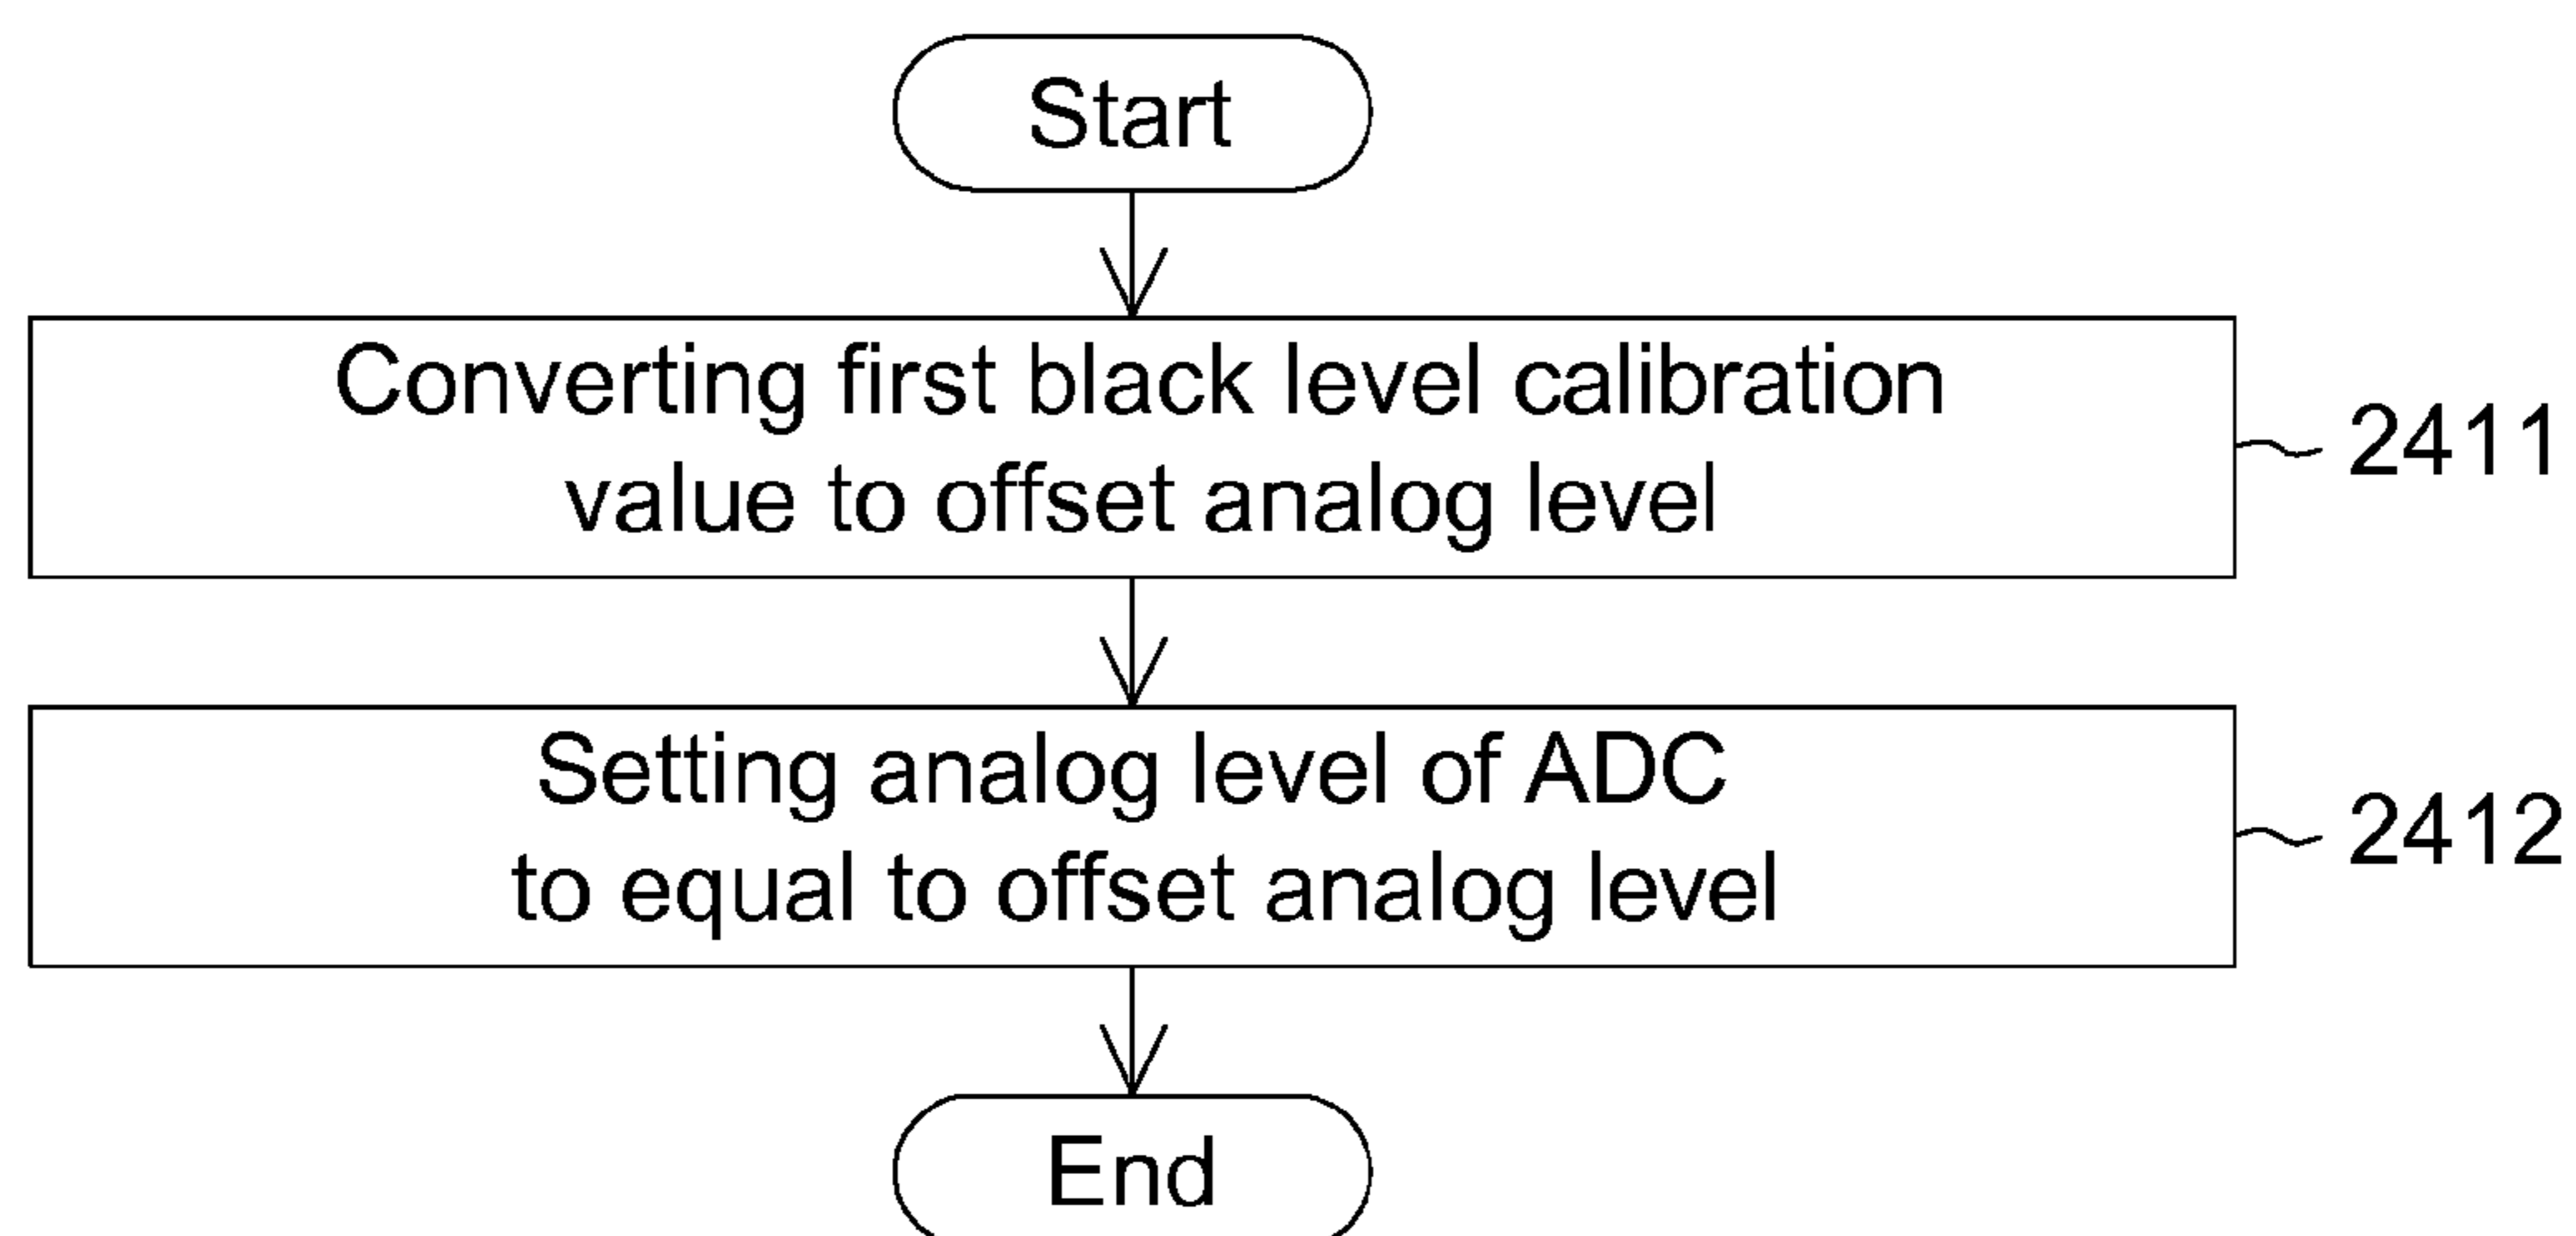 Start
Converting first black level calibration
value to offset analog level
2411
Setting analog level of ADC
to equal to offset analog level
2412
End